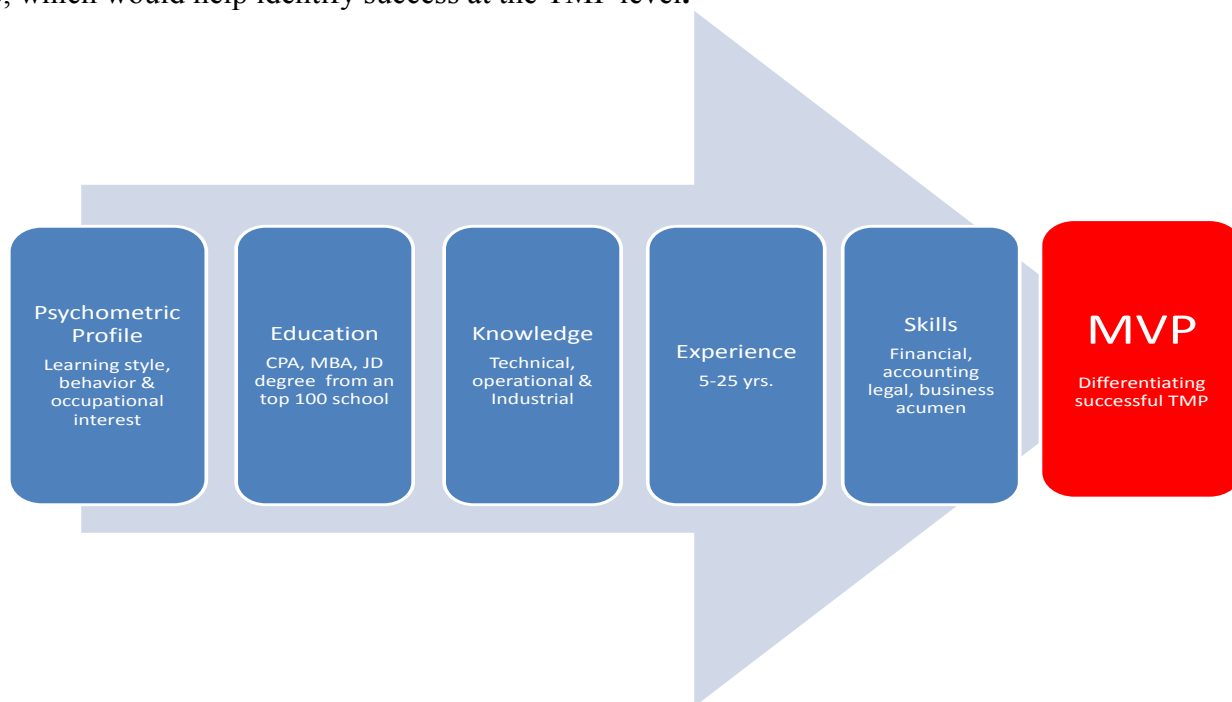 , which would help identify success at the TMP level.
Psychometric
Profile
Learning style,
behavior &
occupational
interest
Education
CPA, MBA, JD
degree from an
top 100 school
Knowledge
Technical,
operational &
Industrial
Experience
5-25 yrs.
Skills
Financial,
accounting
legal, business
acumen
MVP
Differentiating
successful TMP